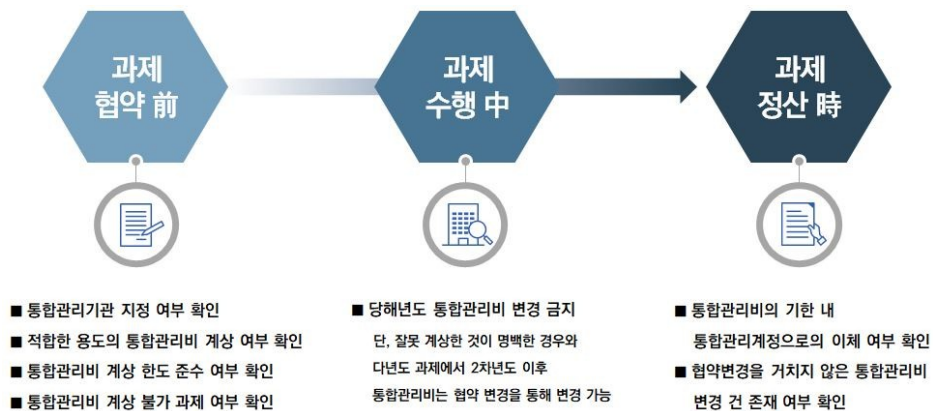 과제
협약 前
과제
수행 中
과제
정산 時
■ 통합관리기관 지정 여부 확인
■ 적합한 용도의 통합관리비 계상 여부 확인
■ 통합관리비 계상 한도 준수 여부 확인
■ 통합관리비 계상 불가 과제 여부 확인
■ 당해년도 통합관리비 변경 금지
단, 잘못 계상한 것이 명백한 경우와
다년도 과제에서 2차년도 이후
통합관리비는 협약 변경을 통해 변경 가능
■ 통합관리비의 기한 내
통합관리계정으로의 이체 여부 확인
■ 협약변경을 거치지 않은 통합관리비
변경 건 존재 여부 확인